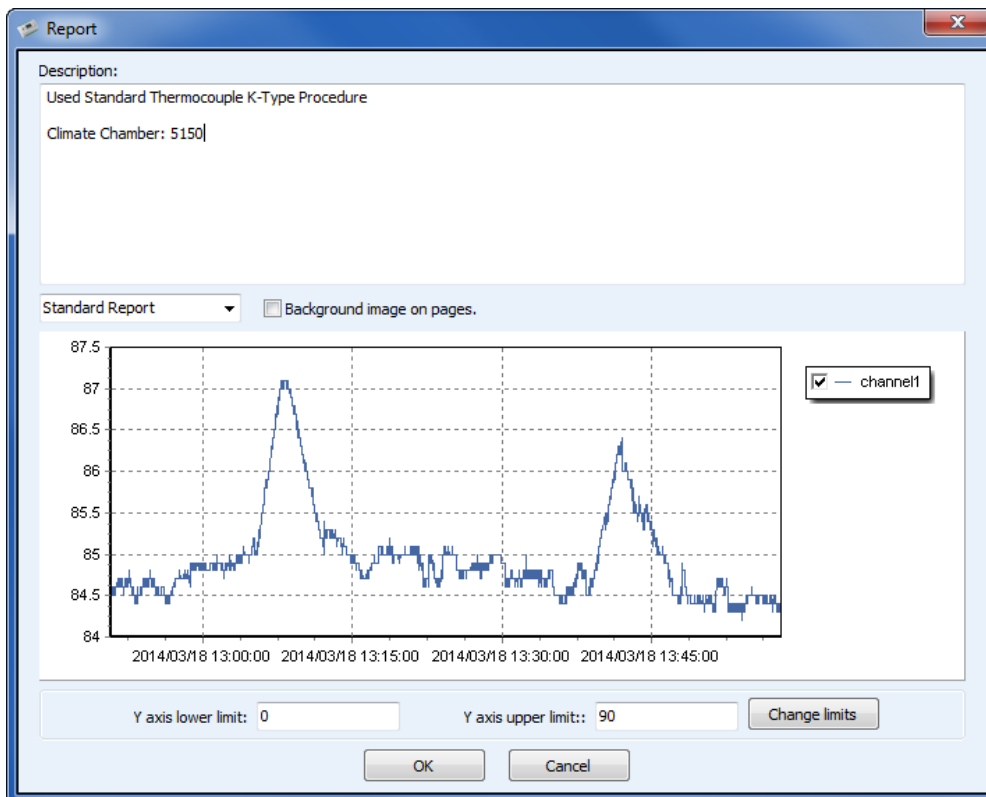 Report
Description:
Used Standard Thermocouple K-Type Procedure
Climate Chamber: 5150
Standard Report
Background image on pages.
87.5
87
86.5
86
85.5
85
84.5
84
2014/03/18 13:00:00 2014/03/18 13:15:00 2014/03/18 13:30:00 2014/03/18 13:45:00
channel1
Y axis lower limit: 0 Y axis upper limit:: 90 Change limits
OK Cancel